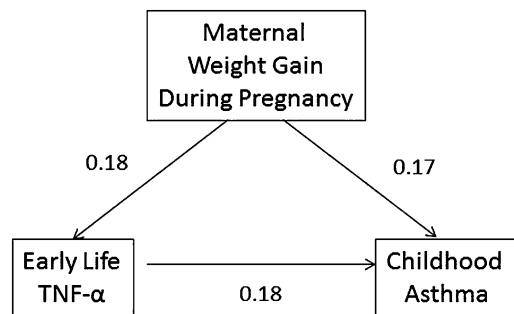 Maternal
Weight Gain
During Pregnancy
0.18
0.17
Early Life
TNF-α
0.18
Childhood
Asthma